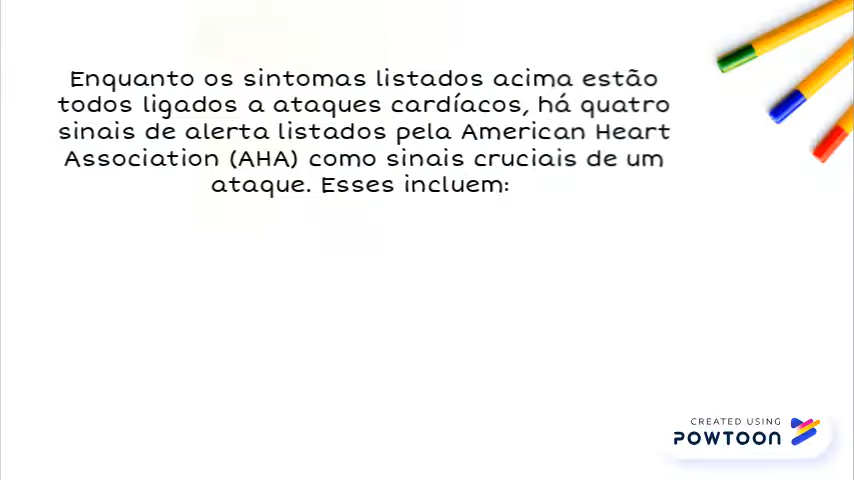 Enquanto os sintomas listados acima estão
todos ligados a ataques cardíacos, há quatro
sinais de alerta listados pela American Heart
Association (AHA) como sinais cruciais de um
ataque. Esses incluem:
CREATED USING
POWTOON